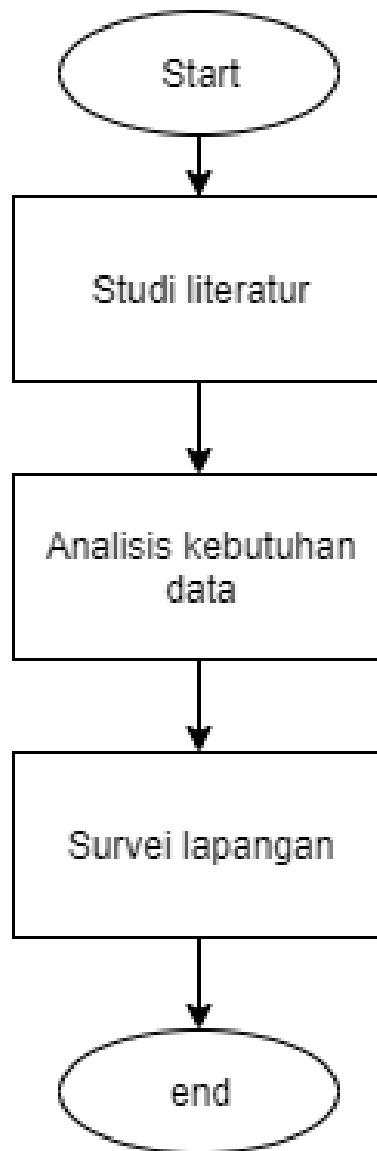 Start
Studi literatur
Analisis kebutuhan
data
Survei lapangan
end